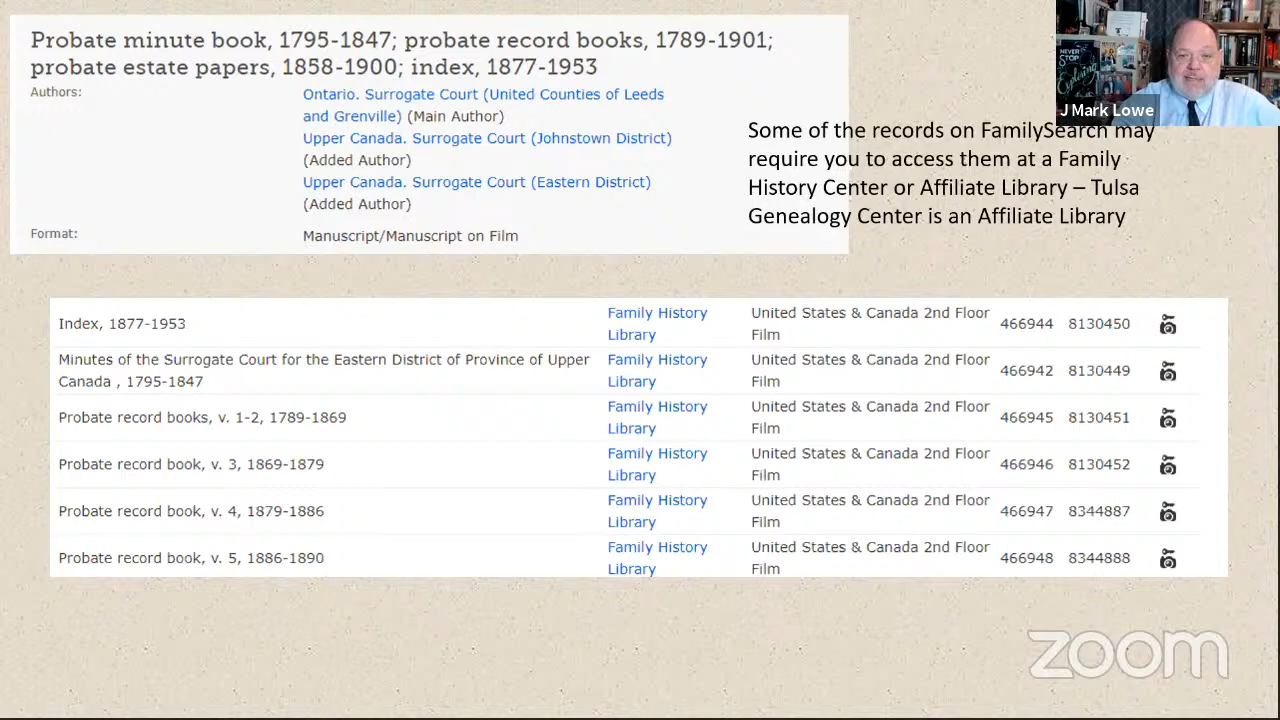 Probate minute book, 1795-1847; probate record books, 1789-1901;
probate estate papers, 1858-1900; index, 1877-1953
Authors:
Ontario. Surrogate Court (United Counties of Leeds
and Grenville) (Main Author)
Upper Canada. Surrogate Court (Johnstown District)
(Added Author)
Upper Canada. Surrogate Court (Eastern District)
(Added Author)
Format:
Manuscript/Manuscript on Film
NEVER
STOP
Exploring
J Mark Lowe
Some of the records on FamilySearch may
require you to access them at a Family
History Center or Affiliate Library – Tulsa
Genealogy Center is an Affiliate Library
Index, 1877-1953
Family History
Library
United States & Canada 2nd Floor
Film
466944 8130450
Minutes of the Surrogate Court for the Eastern District of Province of Upper
Canada , 1795-1847
Family History
Library
United States & Canada 2nd Floor
Film
466942 8130449
Probate record books, v. 1-2, 1789-1869
Family History
Library
United States & Canada 2nd Floor
Film
466945 8130451
Probate record book, v. 3, 1869-1879
Family History
Library
United States & Canada 2nd Floor
Film
466946 8130452
Probate record book, v. 4, 1879-1886
Family History
Library
United States & Canada 2nd Floor
Film
466947 8344887
Probate record book, v. 5, 1886-1890
Family History
Library
United States & Canada 2nd Floor
Film
466948 8344888
zoom